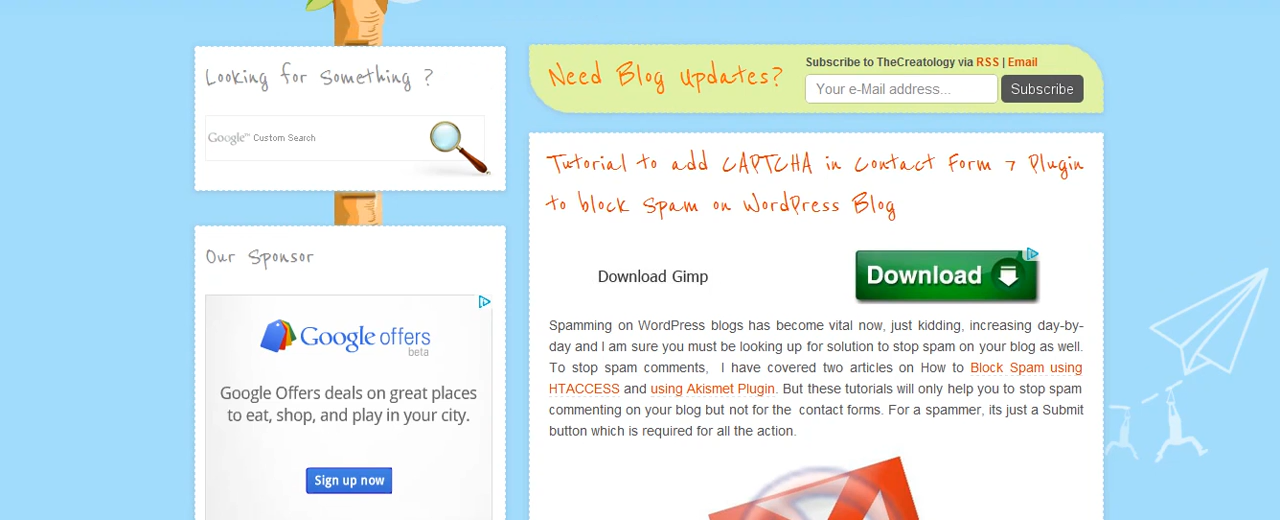 Looking for Something ?
Google™ Custom Search
Our Sponsor
Google offers
beta
Google Offers deals on great places
to eat, shop, and play in your city.
Sign up now
Need Blog Updates?
Subscribe to TheCreatology via RSS | Email
Your e-Mail address...
Subscribe
Tutorial to add CAPTCHA in Contact Form 7 Plugin
to block Spam on WordPress Blog
Download Gimp
Download
Spamming on WordPress blogs has become vital now, just kidding, increasing day-by-
day and I am sure you must be looking up for solution to stop spam on your blog as well.
To stop spam comments, I have covered two articles on How to Block Spam using
HTACCESS and using Akismet Plugin. But these tutorials will only help you to stop spam
commenting on your blog but not for the contact forms. For a spammer, its just a Submit
button which is required for all the action.